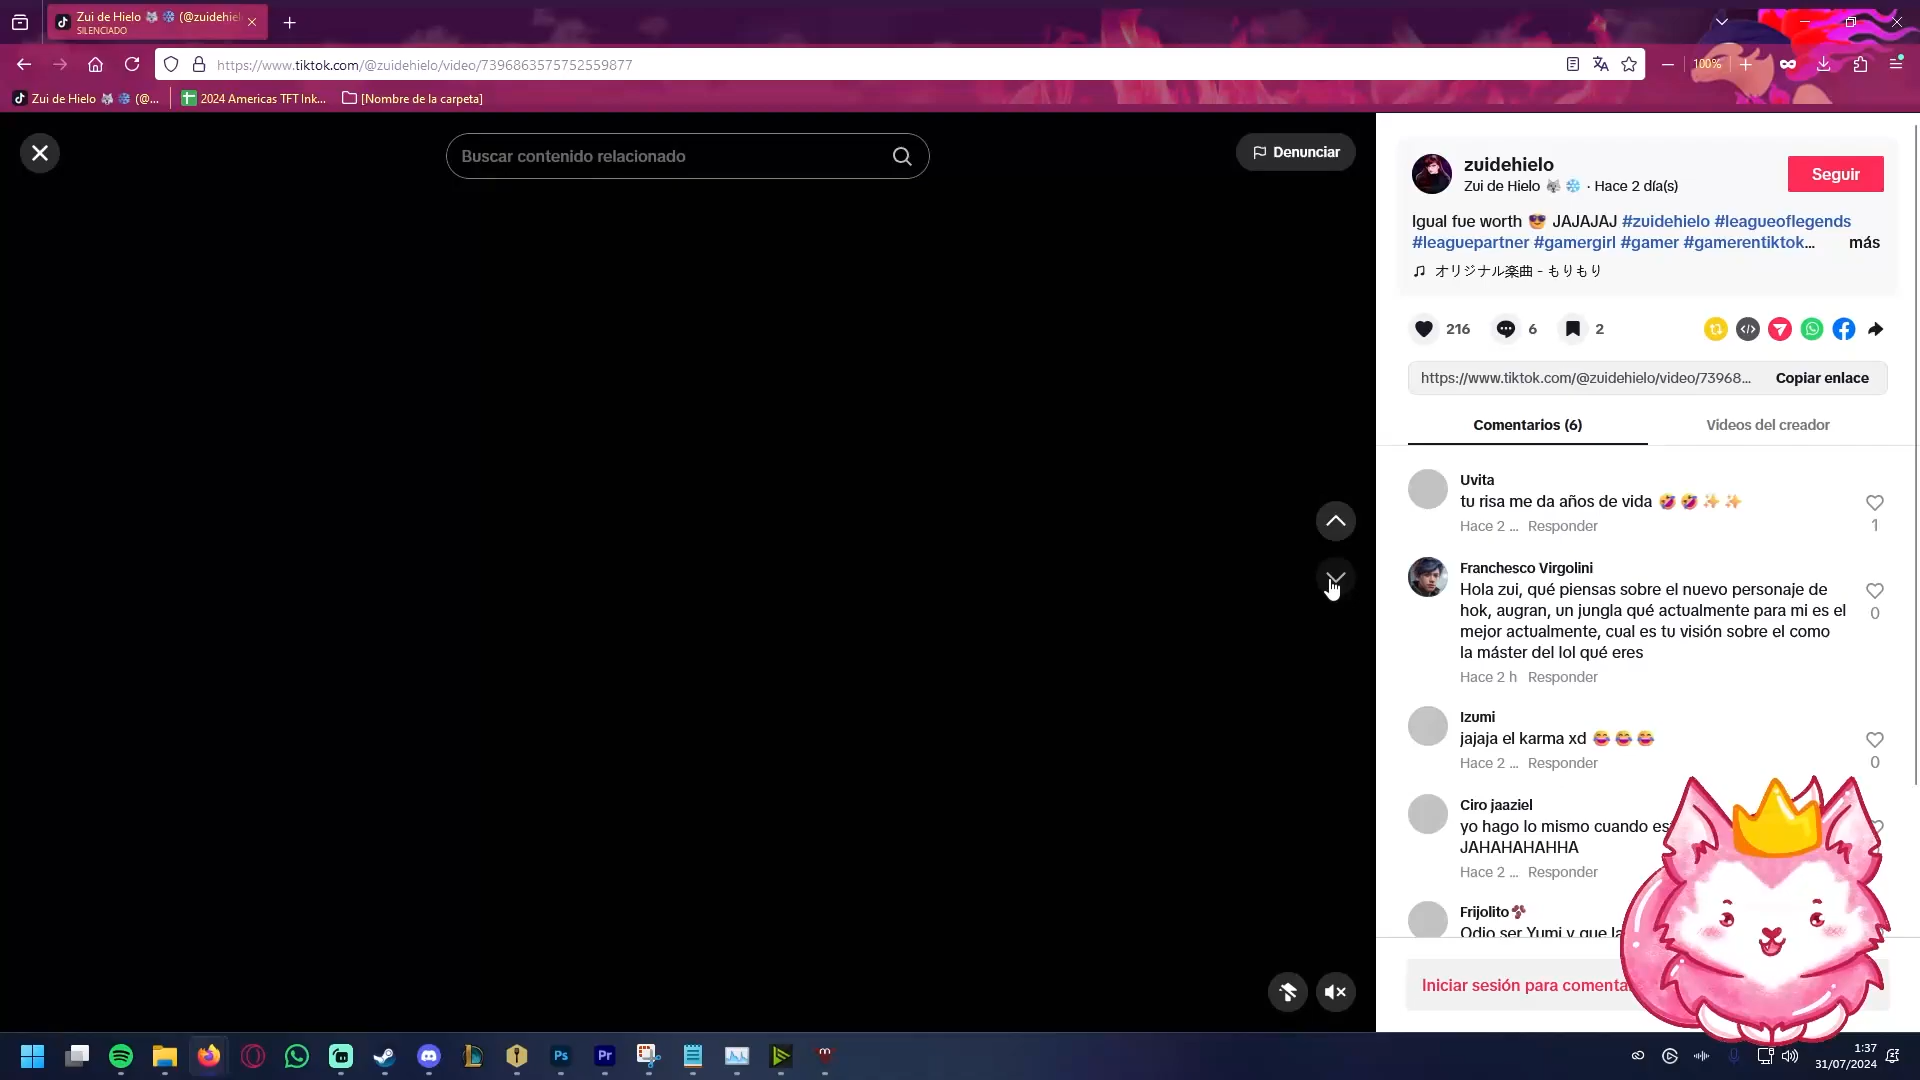 Zui de Hielo 🐺 ❄️ (@zuidehiel
SILENCIADO
https://www.tiktok.com/@zuidehielo/video/7396863575752559877
100%
Zui de Hielo 🐺 ❄️ (@...
2024 Americas TFT Ink...
[Nombre de la carpeta]
Buscar contenido relacionado
Denunciar
zuidehielo
Zui de Hielo 🐺 ❄️ · Hace 2 día(s)
Seguir
Igual fue worth 😎 JAJAJAJ #zuidehielo #leagueoflegends
#leaguepartner #gamergirl #gamer #gamerentiktok...
más
オリジナル楽曲 - もりもり
216
6
2
https://www.tiktok.com/@zuidehielo/video/73968...
Copiar enlace
Comentarios (6)
Videos del creador
Uvita
tu risa me da años de vida 🤣🤣✨✨
Hace 2 ... Responder
1
Franchesco Virgolini
Hola zui, qué piensas sobre el nuevo personaje de
hok, augran, un jungla qué actualmente para mi es el
mejor actualmente, cual es tu visión sobre el como
la máster del lol qué eres
Hace 2 h Responder
0
Izumi
jajaja el karma xd 😂😂😂
Hace 2 ... Responder
0
Ciro jaaziel
yo hago lo mismo cuando es
JAHAHAHAHHA
Hace 2 ... Responder
Frijolito🫘
Odio ser Yumi y que la
Iniciar sesión para comenta
Ps
Pr
1:37
31/07/2024